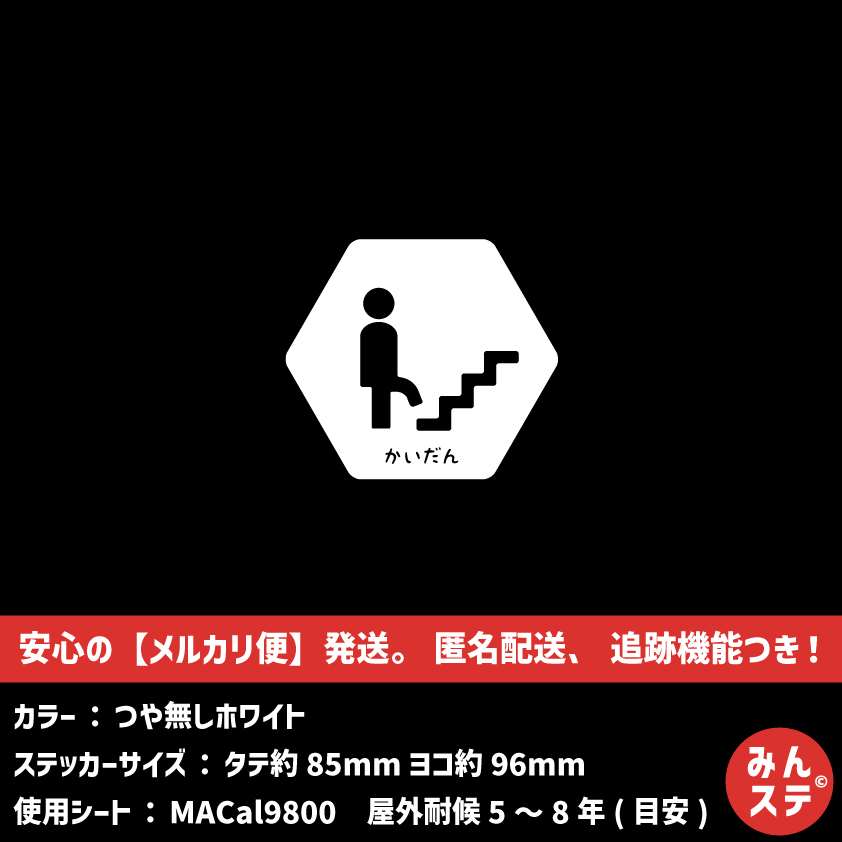 かいだん
安心の【メルカリ便】発送。 匿名配送、 追跡機能つき！
カラー：つや無しホワイト
ステッカーサイズ：タテ約 85mm ヨコ約 96mm
使用シート：MACal9800　屋外耐候 5 〜 8 年 ( 目安 )
みん
ステ©